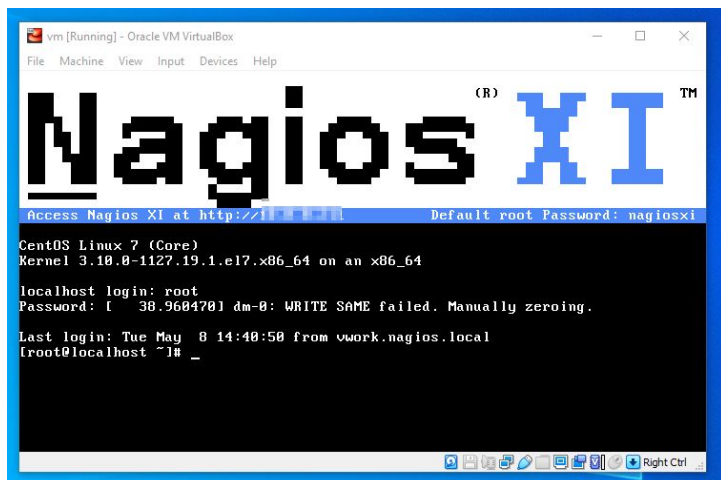 vm [Running] - Oracle VM VirtualBox
File Machine View Input Devices Help
Nagios (R) XI TM
Access Nagios XI at http:// Default root Password: nagiosxi
CentOS Linux 7 (Core)
Kernel 3.10.0-1127.19.1.el7.x86_64 on an x86_64
localhost login: root
Password: [   38.960470] dm-0: WRITE SAME failed. Manually zeroing.
Last login: Tue May  8 14:40:50 from vwork.nagios.local
[root@localhost ~]# _
Right Ctrl